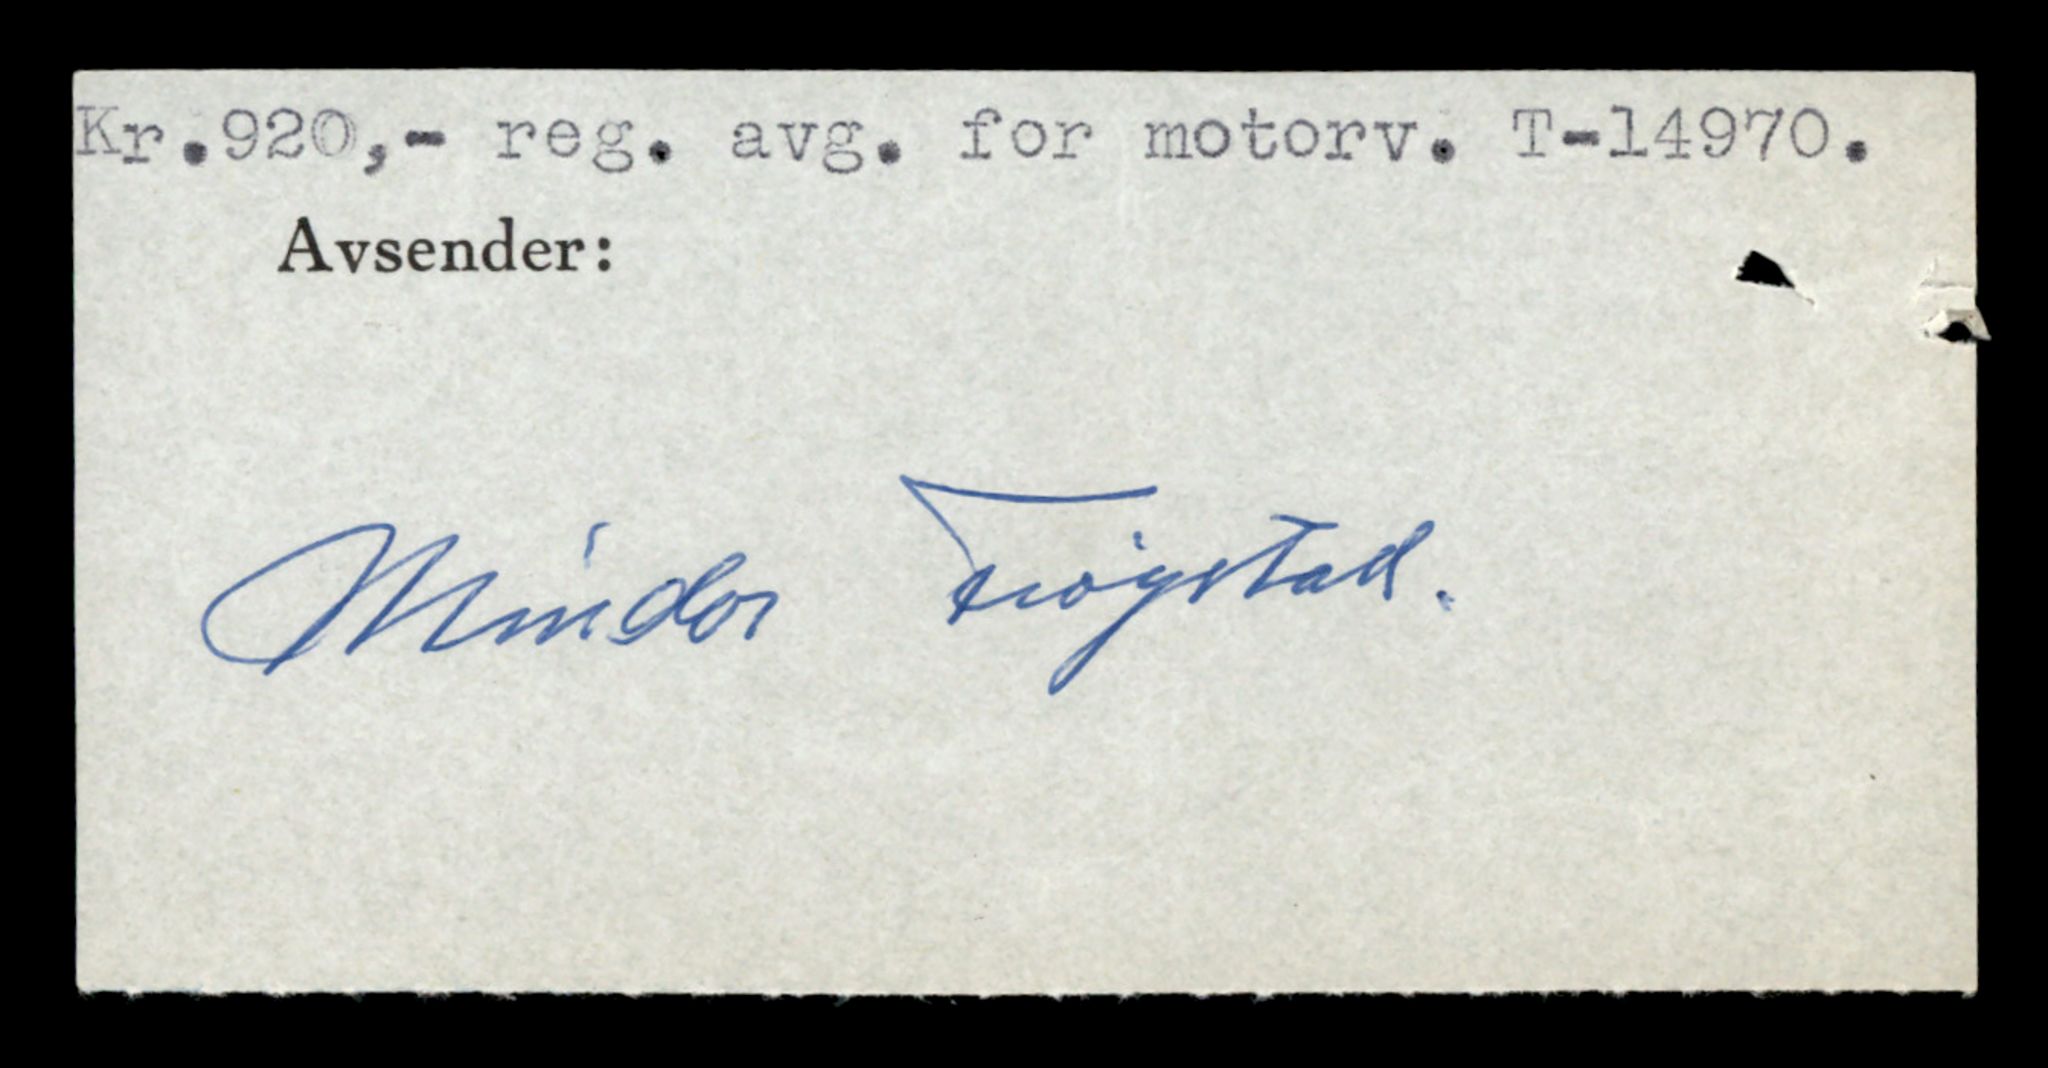 Kr.920,- reg. avg. for motorv. T-14970.
Avsender:
Mindor Frøystad.